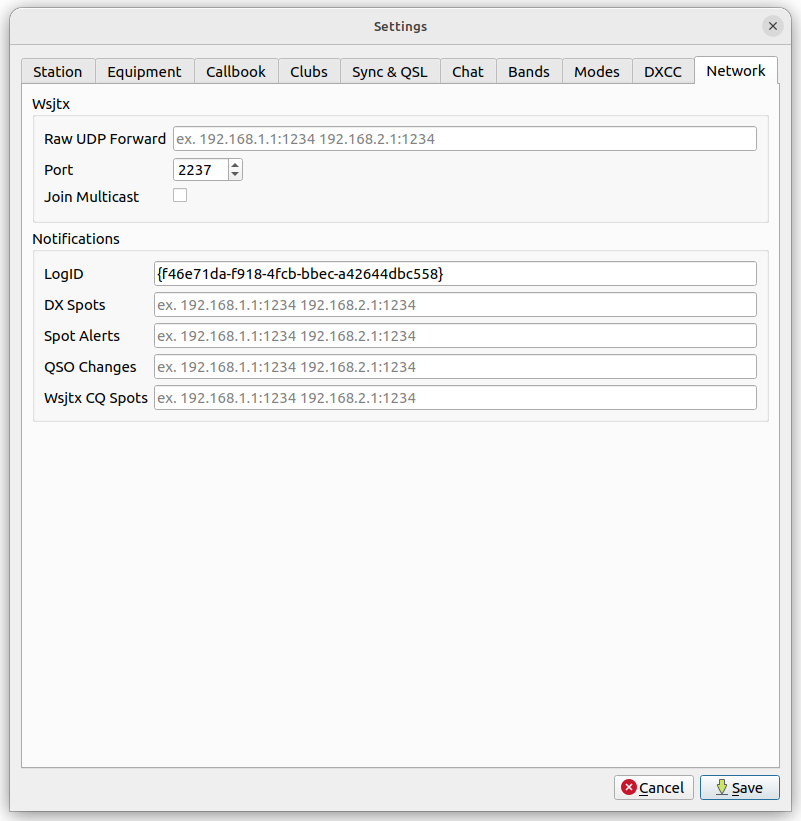 Settings
Station Equipment Callbook Clubs Sync & QSL Chat Bands Modes DXCC Network
Wsjtx
Raw UDP Forward ex. 192.168.1.1:1234 192.168.2.1:1234
Port 2237
Join Multicast
Notifications
LogID {f46e71da-f918-4fcb-bbec-a42644dbc558}
DX Spots ex. 192.168.1.1:1234 192.168.2.1:1234
Spot Alerts ex. 192.168.1.1:1234 192.168.2.1:1234
QSO Changes ex. 192.168.1.1:1234 192.168.2.1:1234
Wsjtx CQ Spots ex. 192.168.1.1:1234 192.168.2.1:1234
Cancel Save